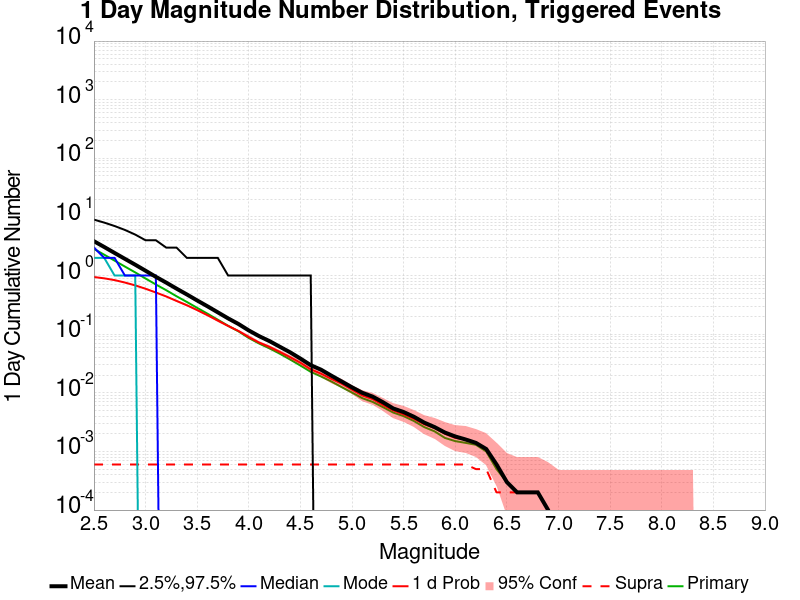 1 Day Magnitude Number Distribution, Triggered Events
10 4
10 3
10 2
10 1
10 0
10 -1
10 -2
10 -3
10 -4
1 Day Cumulative Number
2.5 3.0 3.5 4.0 4.5 5.0 5.5 6.0 6.5 7.0 7.5 8.0 8.5 9.0
Magnitude
Mean 2.5%,97.5% Median Mode 1 d Prob 95% Conf Supra Primary